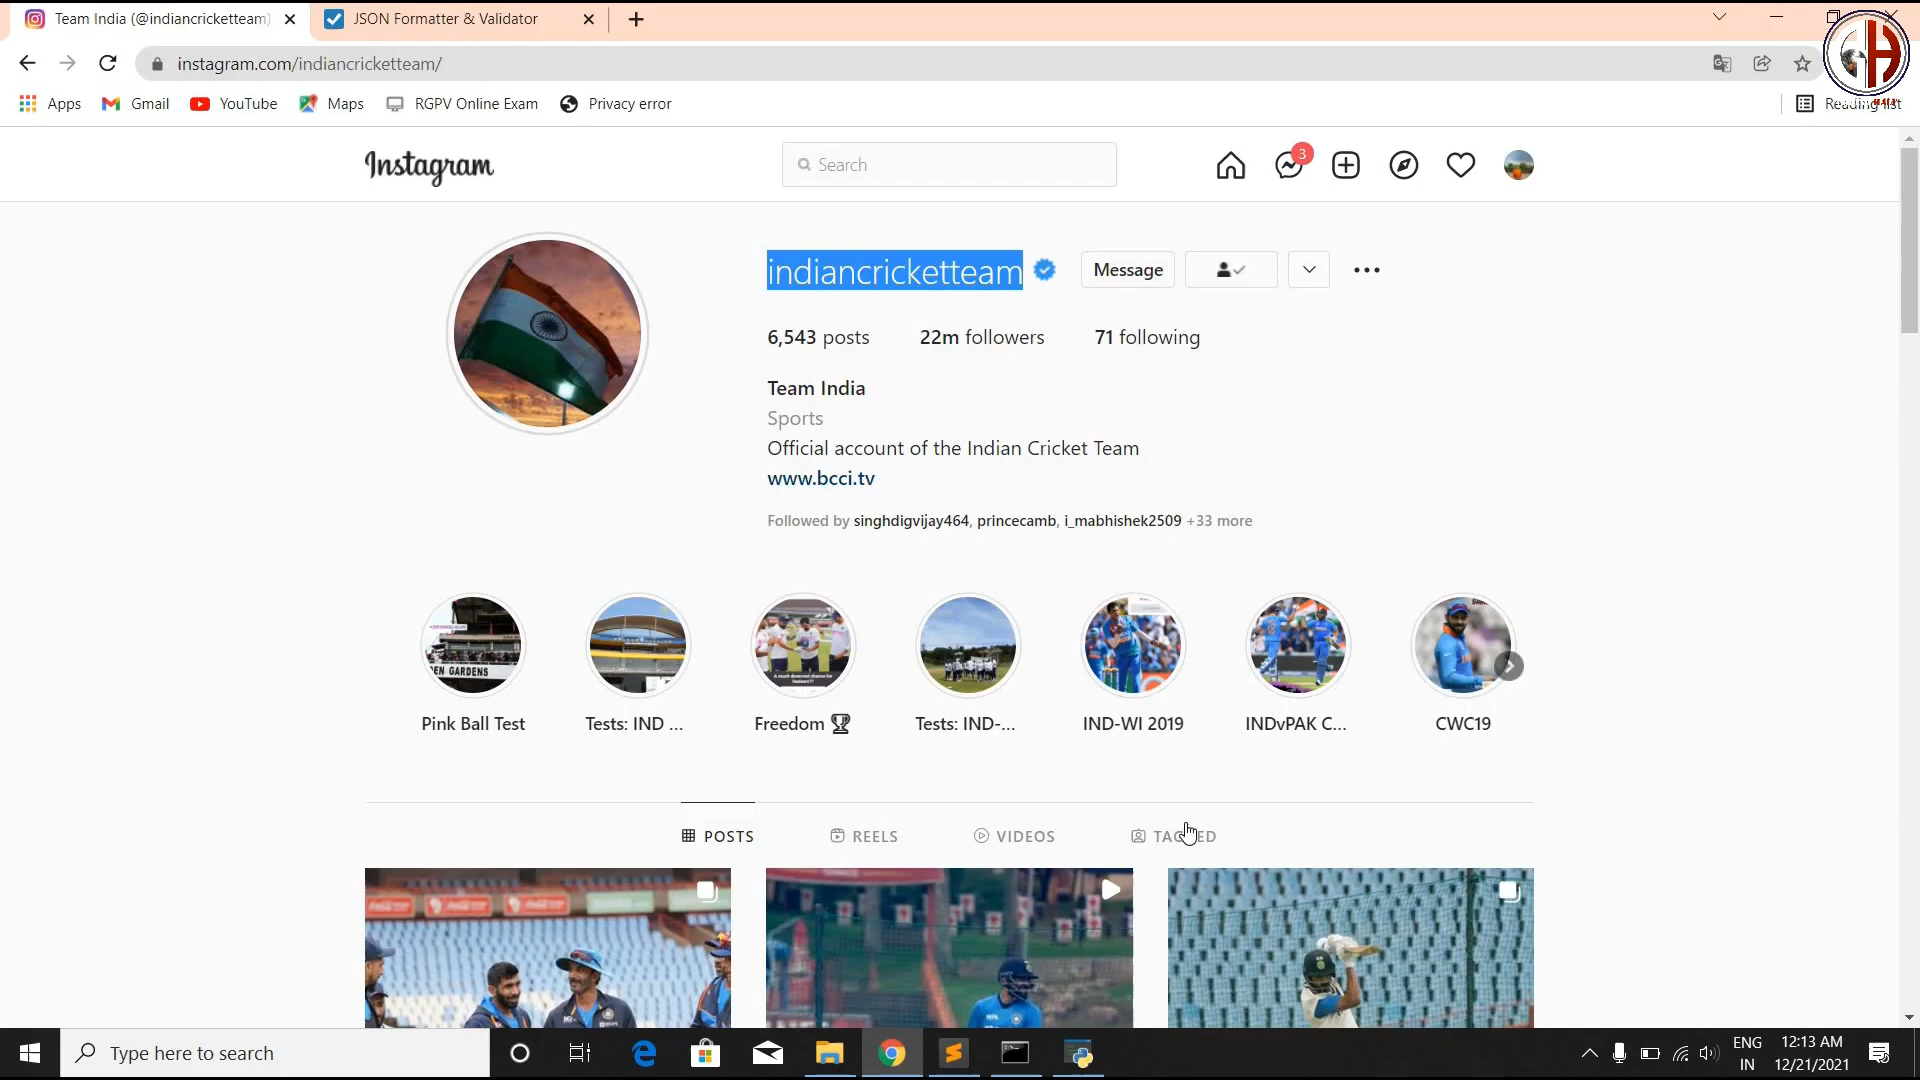 Team India (@indiancricketteam)
JSON Formatter & Validator
instagram.com/indiancricketteam/
Apps
Gmail
YouTube
Maps
RGPV Online Exam
Privacy error
Reading list
Instagram
Search
3
indiancricketteam
Message
6,543 posts
22m followers
71 following
Team India
Sports
Official account of the Indian Cricket Team
www.bcci.tv
Followed by singhdigvijay464, princecamb, i_mabhishek2509 +33 more
Pink Ball Test
Tests: IND ...
Freedom 🏆
Tests: IND-...
IND-WI 2019
INDvPAK C...
CWC19
POSTS
REELS
VIDEOS
TAGGED
Type here to search
ENG
IN
12:13 AM
12/21/2021